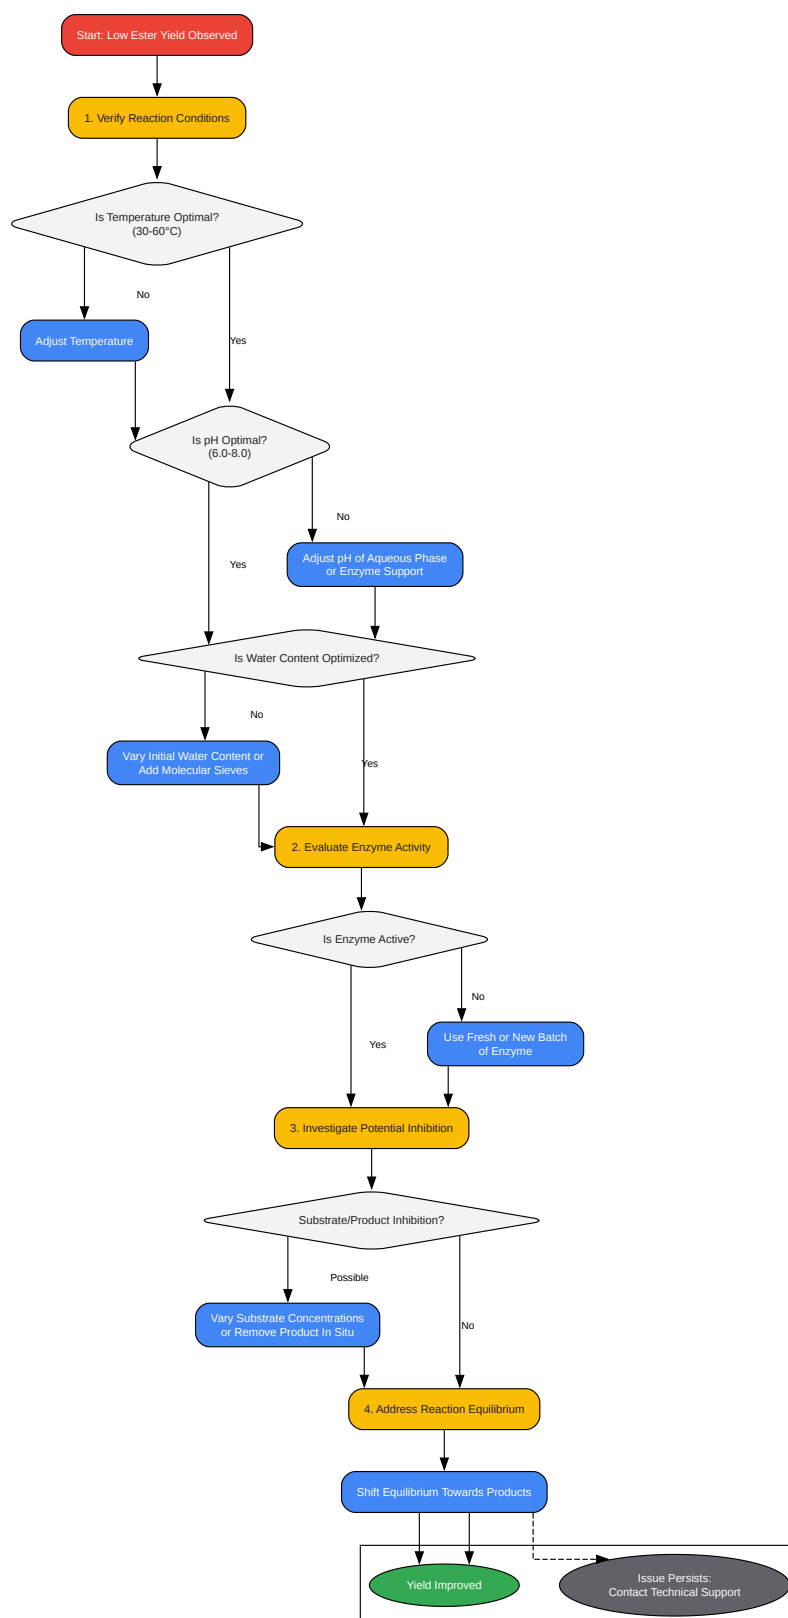 Start: Low Ester Yield Observed
1. Verify Reaction Conditions
Is Temperature Optimal?
(30-60°C)
No
Adjust Temperature
Yes
Is pH Optimal?
(6.0-8.0)
No
Adjust pH of Aqueous Phase
or Enzyme Support
Yes
Is Water Content Optimized?
No
Vary Initial Water Content or
Add Molecular Sieves
Yes
2. Evaluate Enzyme Activity
Is Enzyme Active?
No
Use Fresh or New Batch
of Enzyme
Yes
3. Investigate Potential Inhibition
Substrate/Product Inhibition?
Possible
Vary Substrate Concentrations
or Remove Product In Situ
No
4. Address Reaction Equilibrium
Shift Equilibrium Towards Products
Yield Improved
Issue Persists:
Contact Technical Support